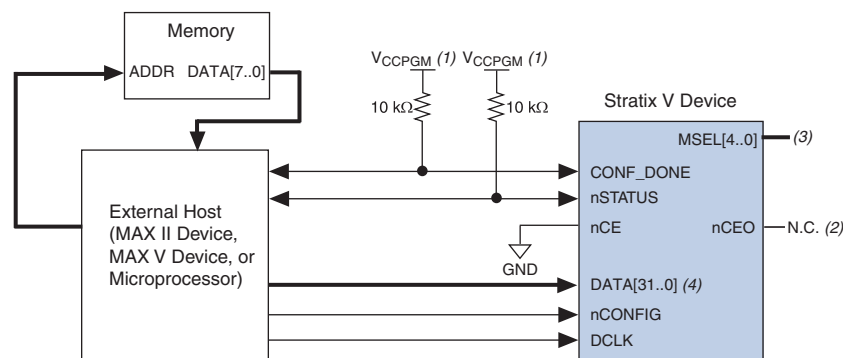 Memory
ADDR DATA[7..0]
VCCPGM (1) VCCPGM (1)
10 kΩ 10 kΩ
Stratix V Device
MSEL[4..0] (3)
CONF_DONE
nSTATUS
nCE nCEO N.C. (2)
GND
DATA[31..0] (4)
nCONFIG
DCLK
External Host
(MAX II Device,
MAX V Device, or
Microprocessor)